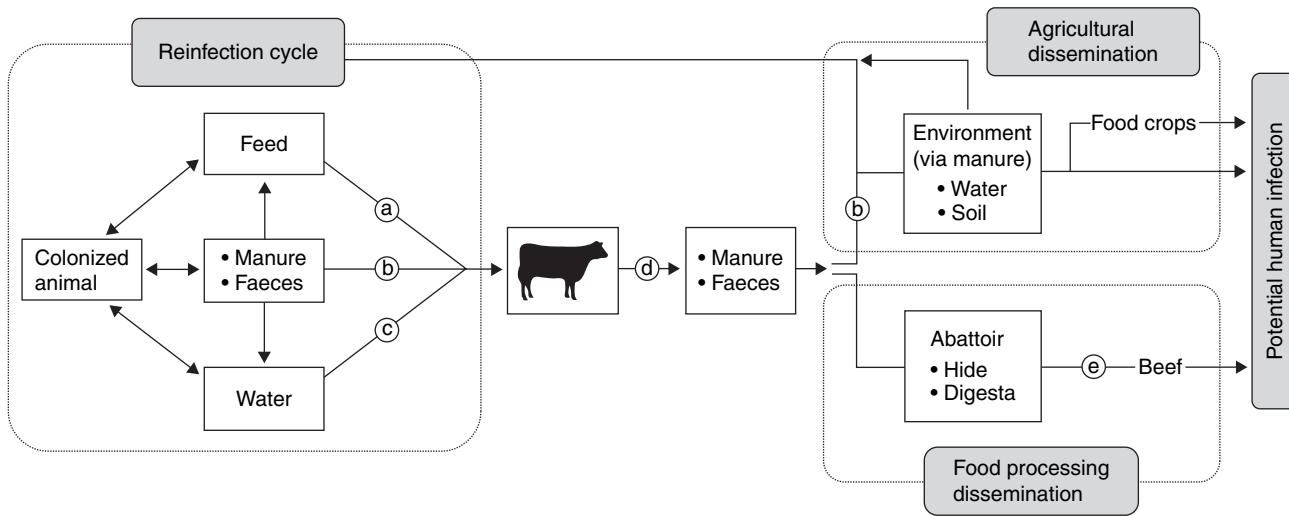 Reinfection cycle
Feed
Colonized
animal
• Manure
• Faeces
Water
a
b
c
d
• Manure
• Faeces
b
Agricultural
dissemination
Environment
(via manure)
• Water
• Soil
Food crops
Abattoir
• Hide
• Digesta
e
Beef
Food processing
dissemination
Potential human infection